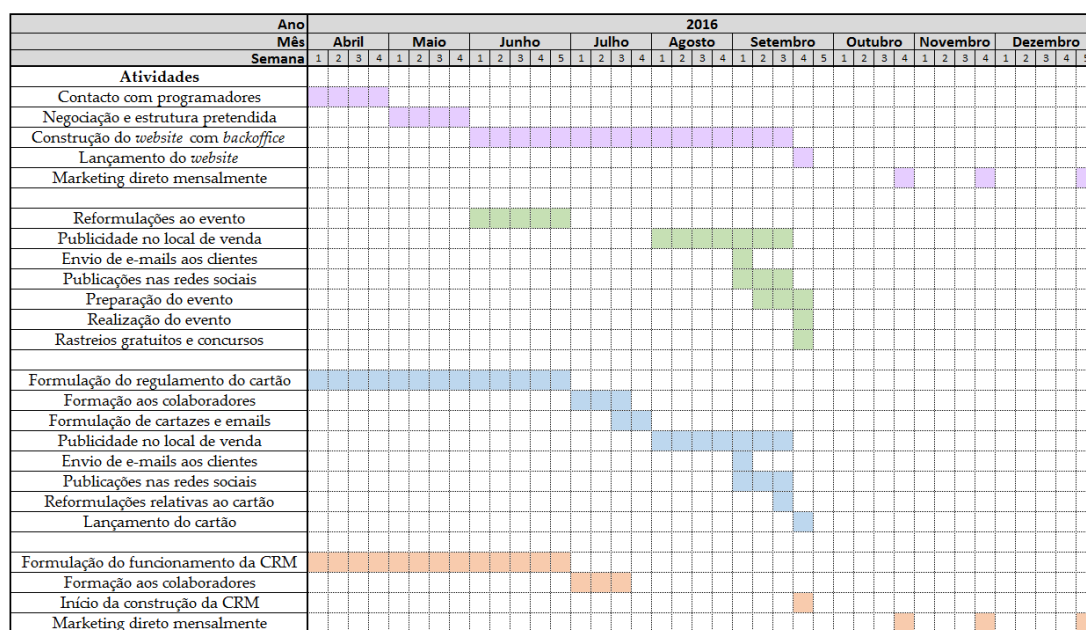 Ano 2016
Mês Abril Maio Junho Julho Agosto Setembro Outubro Novembro Dezembro
Semana 1 2 3 4 1 2 3 4 1 2 3 4 5 1 2 3 4 1 2 3 4 1 2 3 4 5 1 2 3 4 1 2 3 4 1 2 3 4 5
Atividades
Contacto com programadores
Negociação e estrutura pretendida
Construção do website com backoffice
Lançamento do website
Marketing direto mensalmente
Reformulações ao evento
Publicidade no local de venda
Envio de e-mails aos clientes
Publicações nas redes sociais
Preparação do evento
Realização do evento
Rastreios gratuitos e concursos
Formulação do regulamento do cartão
Formação aos colaboradores
Formulação de cartazes e emails
Publicidade no local de venda
Envio de e-mails aos clientes
Publicações nas redes sociais
Reformulações relativas ao cartão
Lançamento do cartão
Formulação do funcionamento da CRM
Formação aos colaboradores
Início da construção da CRM
Marketing direto mensalmente